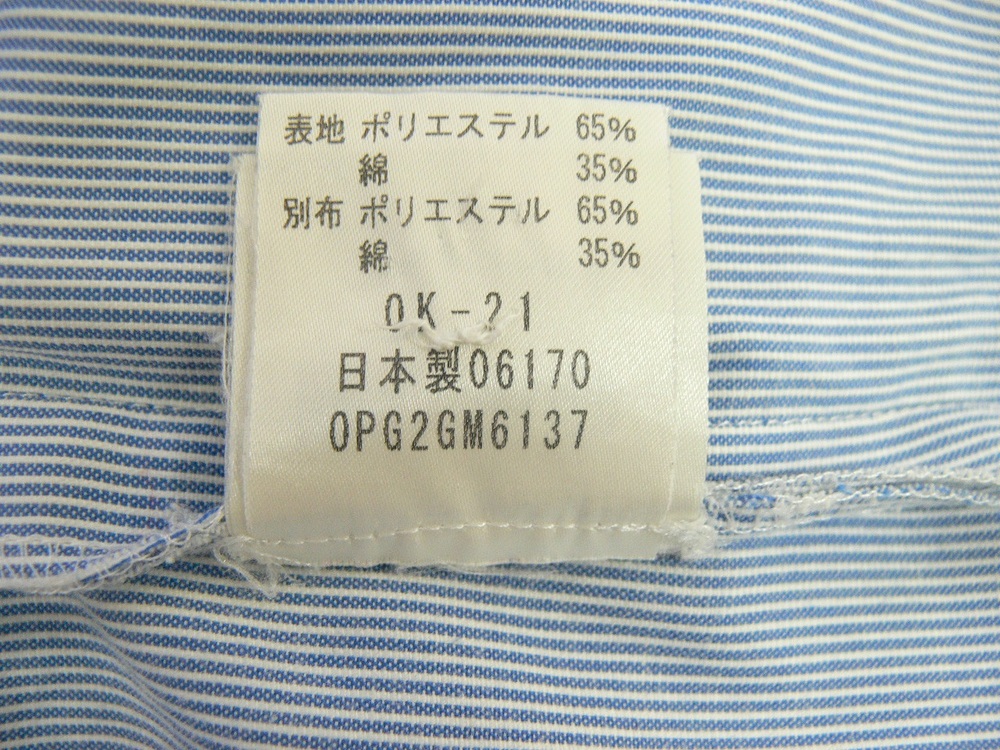 表地 ポリエステル 65%
綿 35%
別布 ポリエステル 65%
綿 35%
OK-21
日本製06170
0PG2GM6137